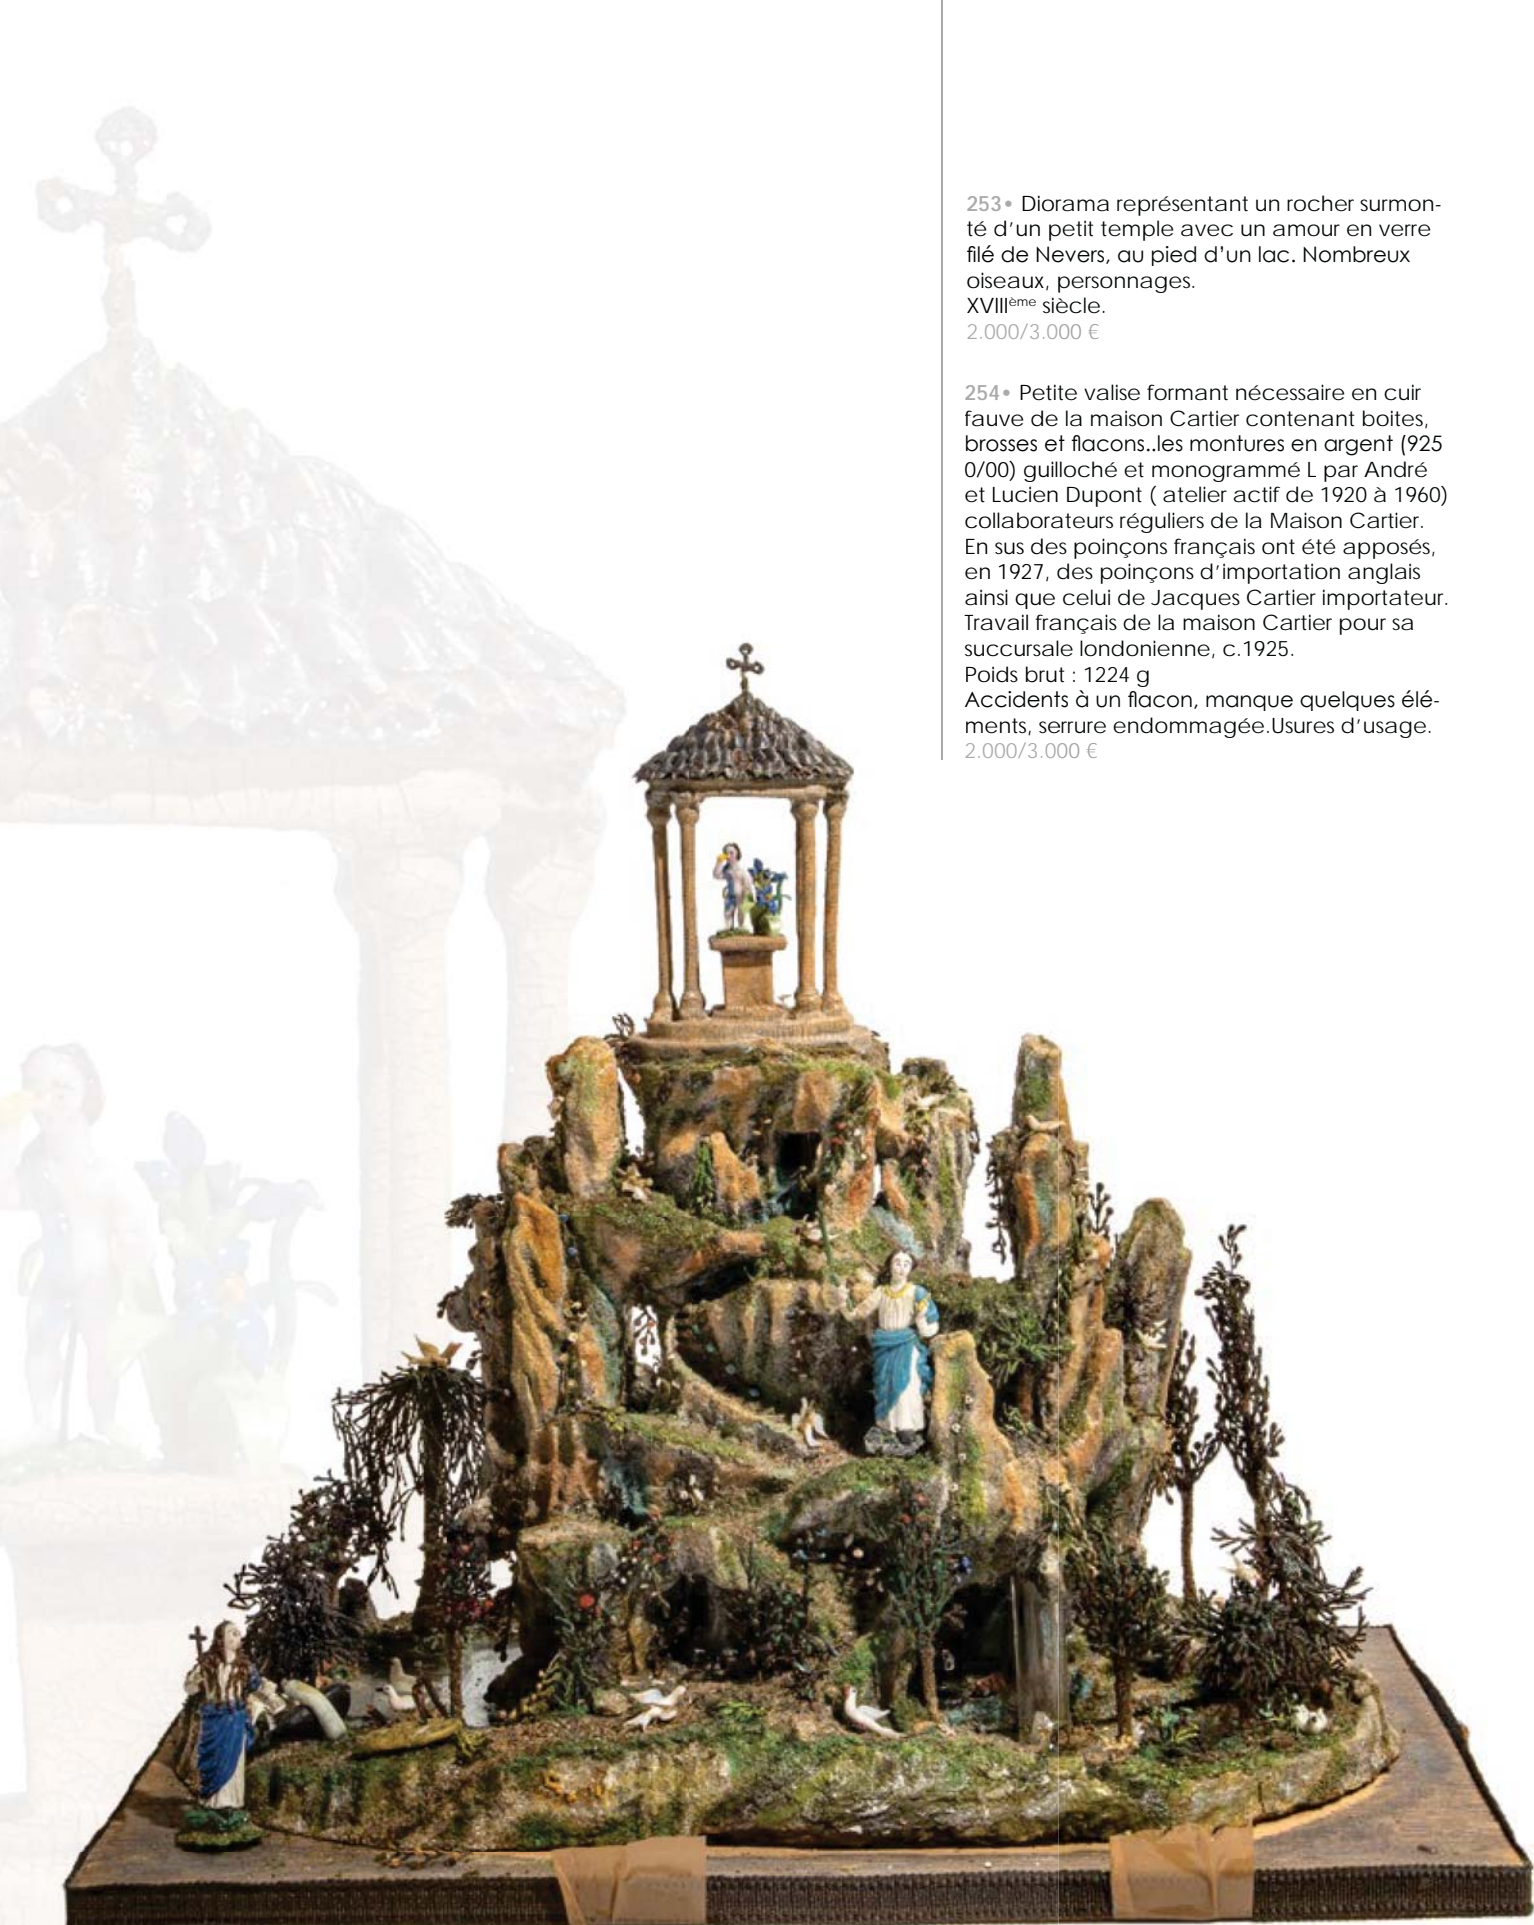 253• Diorama représentant un rocher surmon-
té d'un petit temple avec un amour en verre
filé de Nevers, au pied d'un lac. Nombreux
oiseaux, personnages.
XVIIIème siècle.
2.000/3.000 €
254• Petite valise formant nécessaire en cuir
fauve de la maison Cartier contenant boites,
brosses et flacons..les montures en argent (925
0/00) guilloché et monogrammé L par André
et Lucien Dupont ( atelier actif de 1920 à 1960)
collaborateurs réguliers de la Maison Cartier.
En sus des poinçons français ont été apposés,
en 1927, des poinçons d'importation anglais
ainsi que celui de Jacques Cartier importateur.
Travail français de la maison Cartier pour sa
succursale londonienne, c.1925.
Poids brut : 1224 g
Accidents à un flacon, manque quelques élé-
ments, serrure endommagée.Usures d'usage.
2.000/3.000 €